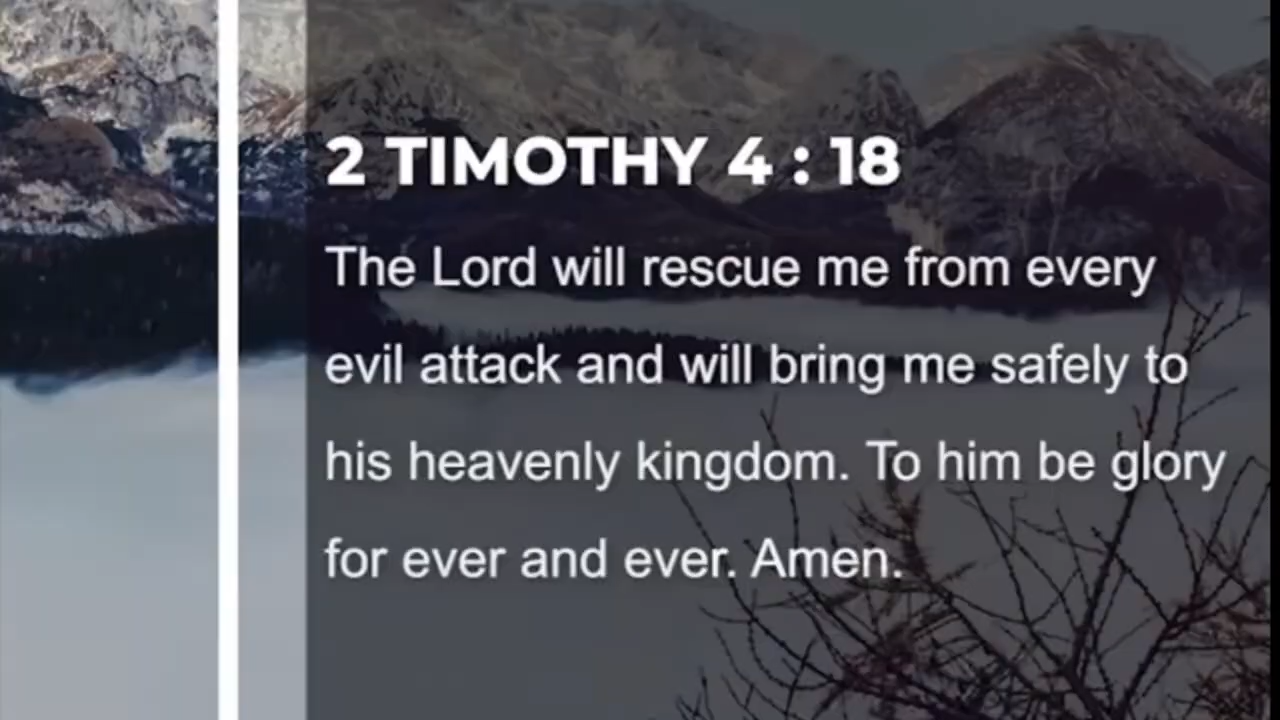 2 TIMOTHY 4 : 18
The Lord will rescue me from every
evil attack and will bring me safely to
his heavenly kingdom. To him be glory
for ever and ever. Amen.